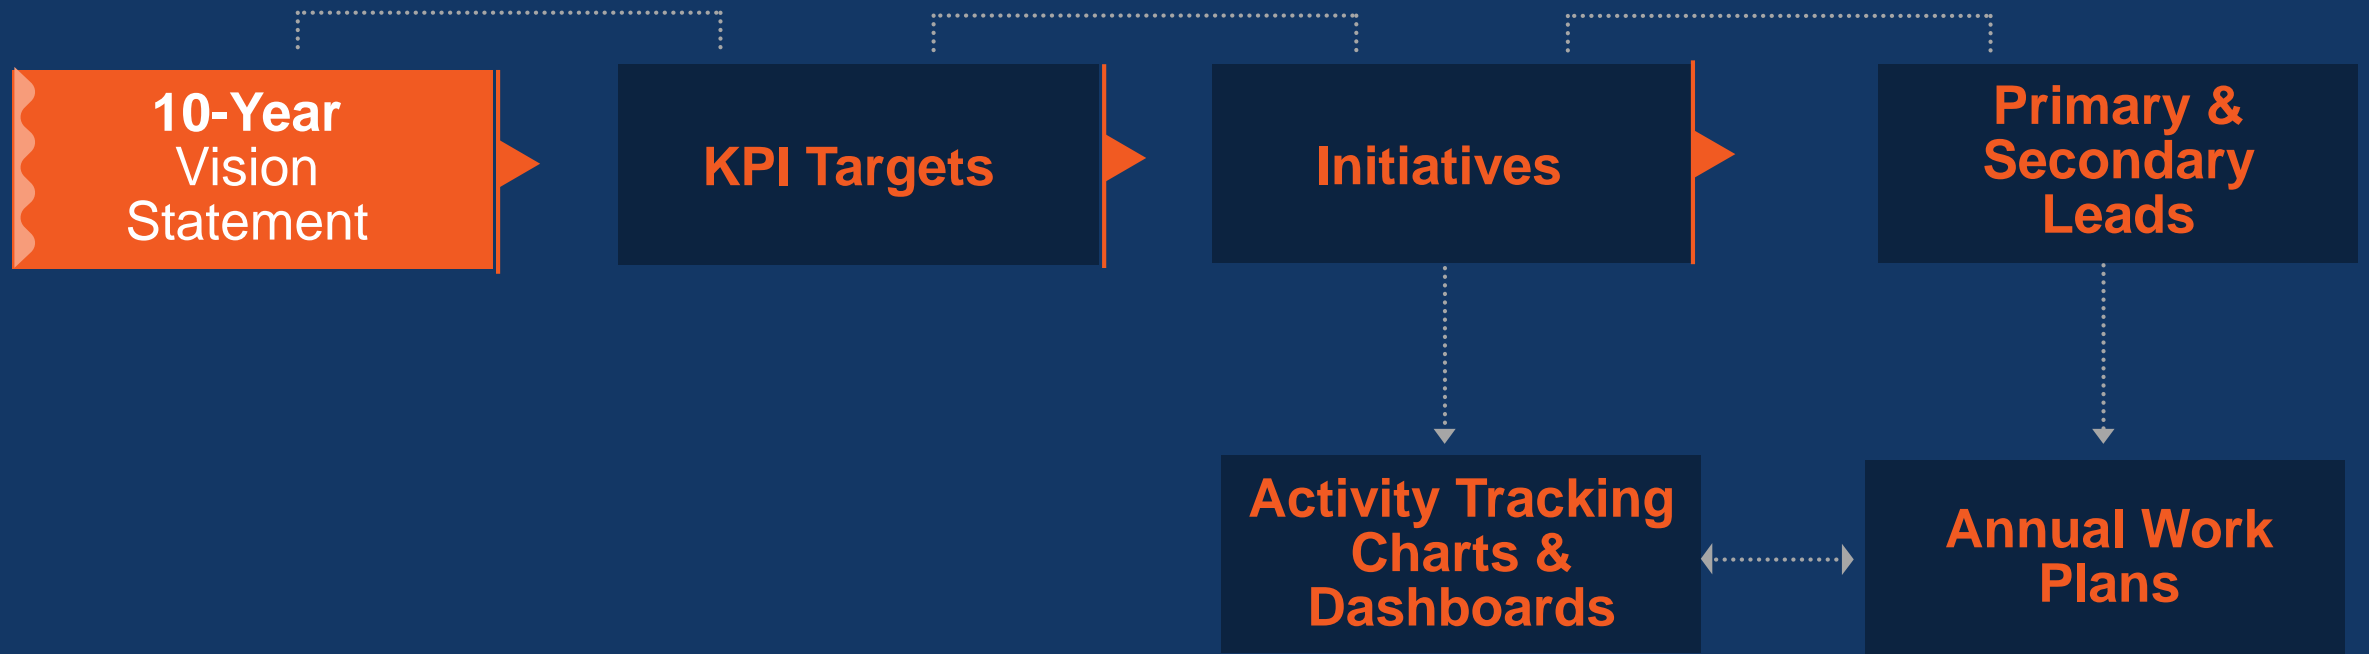 10-Year
Vision
Statement
KPI Targets
Initiatives
Primary &
Secondary
Leads
Activity Tracking
Charts &
Dashboards
Annual Work
Plans